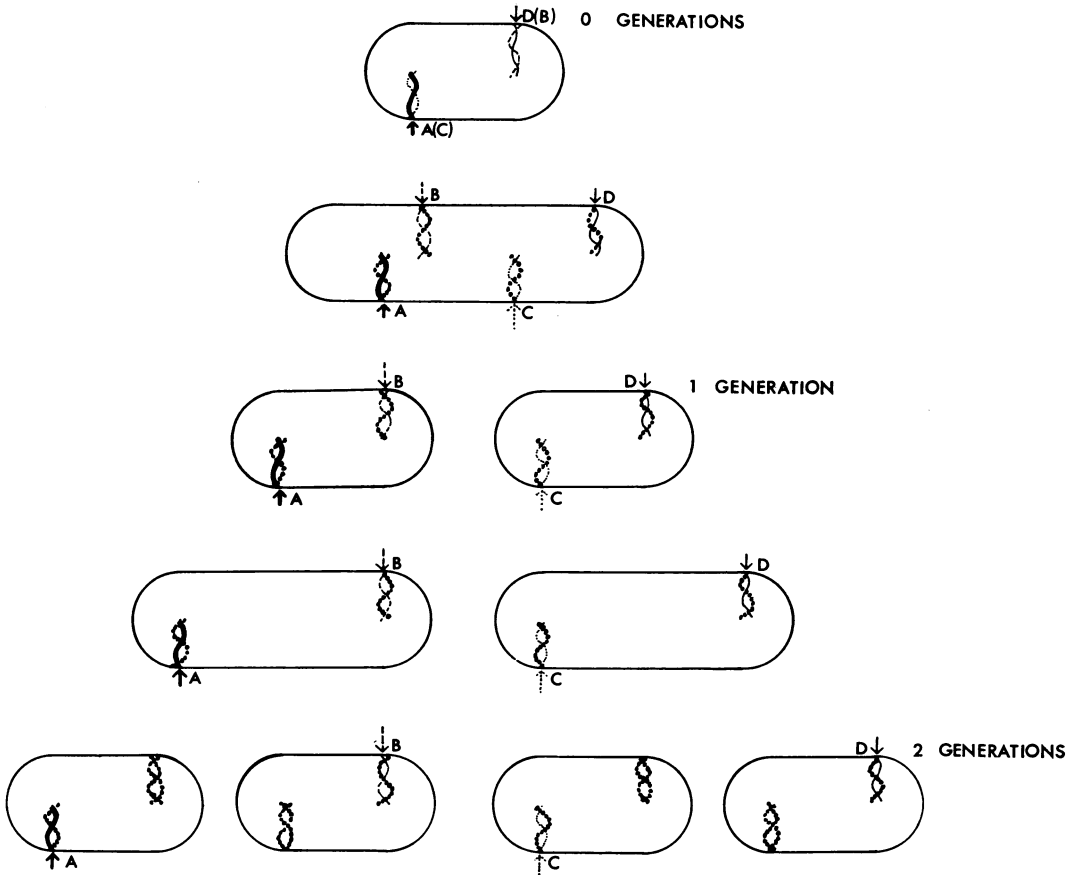 D(B) 0 GENERATIONS
A(C)
B D
A C
B D 1 GENERATION
A C
B D
A C
B D 2 GENERATIONS
A C